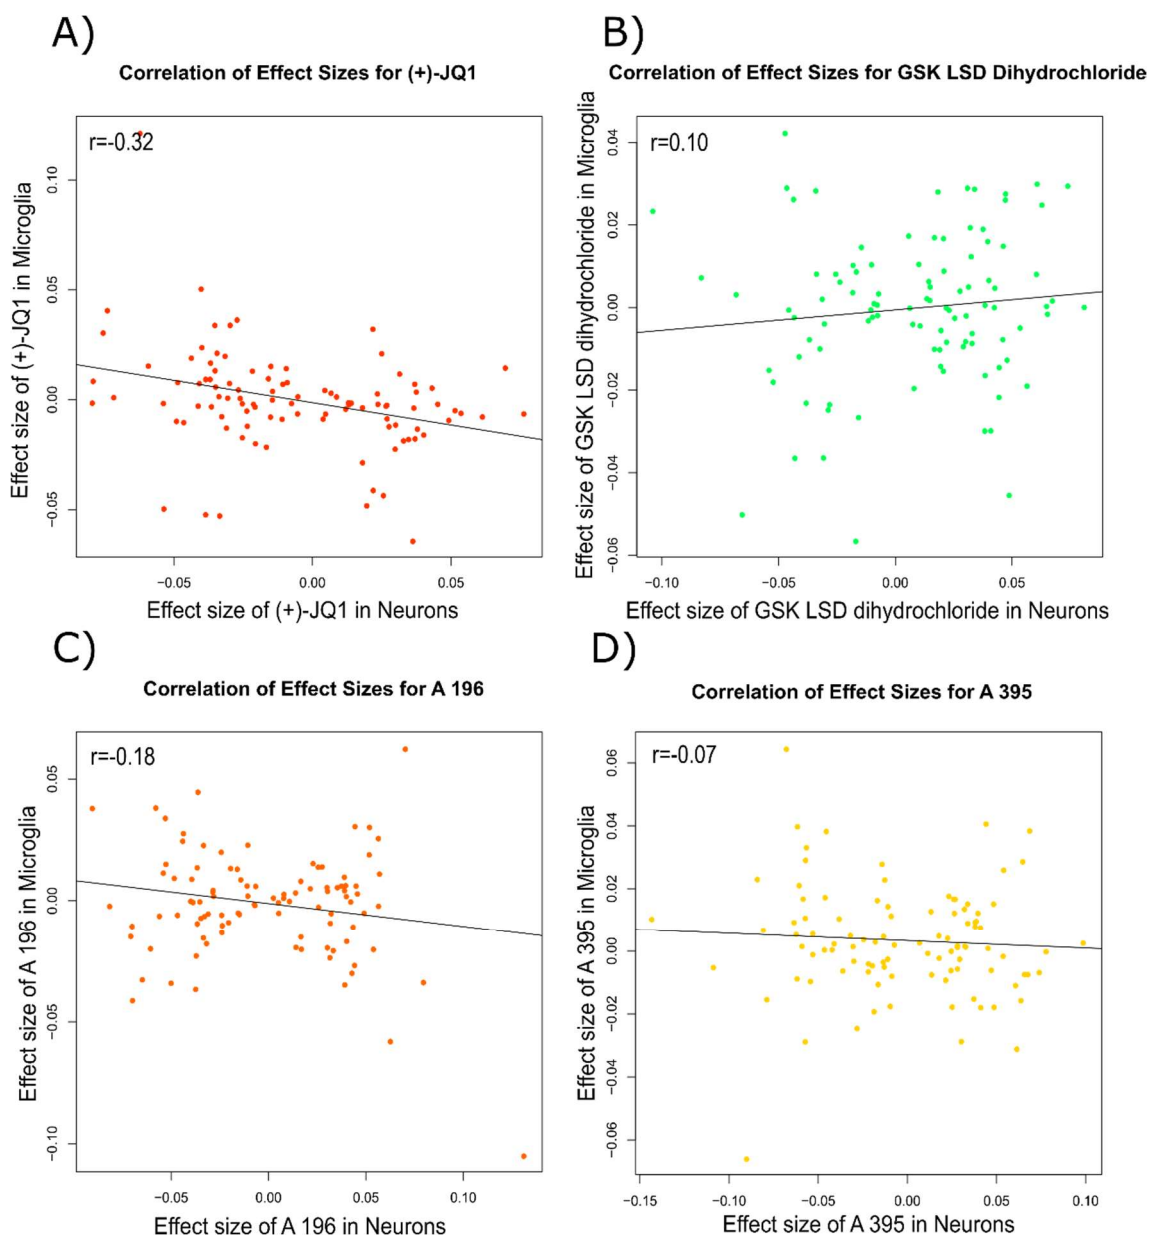 A)
Correlation of Effect Sizes for (+)-JQ1
r=-0.32
Effect size of (+)-JQ1 in Microglia
0.10
0.05
0.00
−0.05
−0.05
0.00
0.05
Effect size of (+)-JQ1 in Neurons
B)
Correlation of Effect Sizes for GSK LSD Dihydrochloride
r=0.10
Effect size of GSK LSD dihydrochloride in Microglia
0.04
0.02
0.00
−0.02
−0.04
−0.06
−0.10
−0.05
0.00
0.05
Effect size of GSK LSD dihydrochloride in Neurons
C)
Correlation of Effect Sizes for A 196
r=-0.18
Effect size of A 196 in Microglia
0.05
0.00
−0.05
−0.10
−0.05
0.00
0.05
0.10
Effect size of A 196 in Neurons
D)
Correlation of Effect Sizes for A 395
r=-0.07
Effect size of A 395 in Microglia
0.06
0.04
0.02
0.00
−0.02
−0.04
−0.06
−0.15
−0.10
−0.05
0.00
0.05
0.10
Effect size of A 395 in Neurons